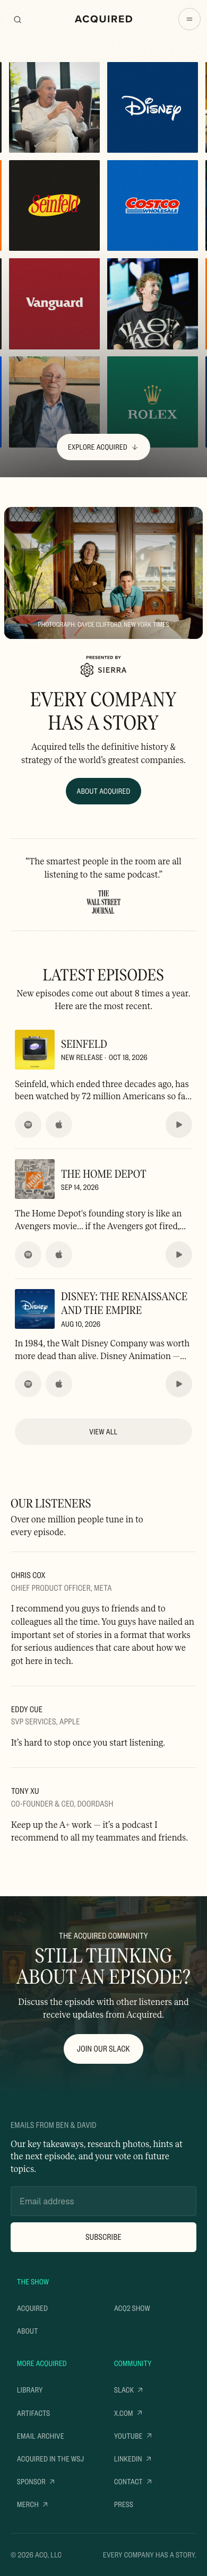 ACQUIRED
Disney
Seinfeld
Costco
WHOLESALE
Vanguard
ROLEX
EXPLORE ACQUIRED
PHOTOGRAPH: CAYCE CLIFFORD, NEW YORK TIMES
PRESENTED BY
SIERRA
EVERY COMPANY
HAS A STORY
Acquired tells the definitive history &
strategy of the world's greatest companies.
ABOUT ACQUIRED
"The smartest people in the room are all
listening to the same podcast."
THE
WALL STREET
JOURNAL
LATEST EPISODES
New episodes come out about 8 times a year.
Here are the most recent.
SEINFELD
NEW RELEASE · OCT 18, 2026
Seinfeld, which ended three decades ago, has
been watched by 72 million Americans so fa...
THE HOME DEPOT
SEP 14, 2026
The Home Depot's founding story is like an
Avengers movie... if the Avengers got fired,...
Disney
DISNEY: THE RENAISSANCE
AND THE EMPIRE
AUG 10, 2026
In 1984, the Walt Disney Company was worth
more dead than alive. Disney Animation —...
VIEW ALL
OUR LISTENERS
Over one million people tune in to
every episode.
CHRIS COX
CHIEF PRODUCT OFFICER, META
I recommend you guys to friends and to
colleagues all the time. You guys have nailed an
important set of stories in a format that works
for serious audiences that care about how we
got here in tech.
EDDY CUE
SVP SERVICES, APPLE
It's hard to stop once you start listening.
TONY XU
CO-FOUNDER & CEO, DOORDASH
Keep up the A+ work — it's a podcast I
recommend to all my teammates and friends.
THE ACQUIRED COMMUNITY
STILL THINKING
ABOUT AN EPISODE?
Discuss the episode with other listeners and
receive updates from Acquired.
JOIN OUR SLACK
EMAILS FROM BEN & DAVID
Our key takeaways, research photos, hints at
the next episode, and your vote on future
topics.
Email address
SUBSCRIBE
THE SHOW
ACQUIRED
ACQ2 SHOW
ABOUT
MORE ACQUIRED
COMMUNITY
LIBRARY
SLACK
ARTIFACTS
X.COM
EMAIL ARCHIVE
YOUTUBE
ACQUIRED IN THE WSJ
LINKEDIN
SPONSOR
CONTACT
MERCH
PRESS
© 2026 ACQ, LLC
EVERY COMPANY HAS A STORY.